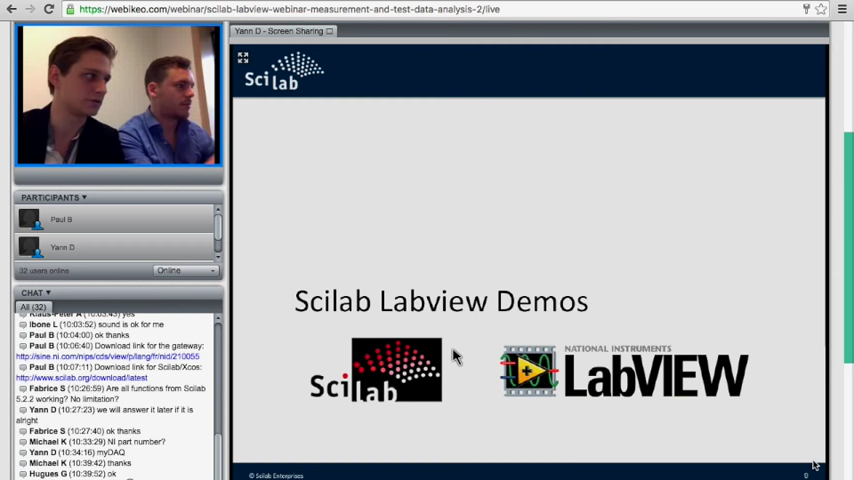 https://webikeo.com/webinar/scilab-labview-webinar-measurement-and-test-data-analysis-2/live
Yann D - Screen Sharing
Scilab
PARTICIPANTS
Paul B
Yann D
32 users online
Online
CHAT
All (32)
Klaus-Peter A (10:03:43) yes
ibone L (10:03:52) sound is ok for me
Paul B (10:04:00) ok thanks
Paul B (10:06:40) Download link for the gateway:
http://sine.ni.com/nips/cds/view/p/lang/fr/nid/210055
Paul B (10:07:11) Download link for Scilab/Xcos:
http://www.scilab.org/download/latest
Fabrice S (10:26:59) Are all functions from Scilab
5.2.2 working? No limitation?
Yann D (10:27:23) we will answer it later if it is
alright
Fabrice S (10:27:40) ok thanks
Michael K (10:33:29) NI part number?
Yann D (10:34:16) myDAQ
Michael K (10:39:42) thanks
Hugues G (10:39:52) ok
Scilab Labview Demos
Scilab
NATIONAL INSTRUMENTS
LabVIEW
© Scilab Enterprises